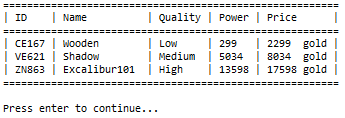 ==================================================
| ID    | Name         | Quality | Power | Price       |
==================================================
| CE167 | Wooden       | Low     | 299   | 2299  gold |
| VE621 | Shadow       | Medium  | 5034  | 8034  gold |
| ZN863 | Excalibur101 | High    | 13598 | 17598 gold |
==================================================
Press enter to continue...